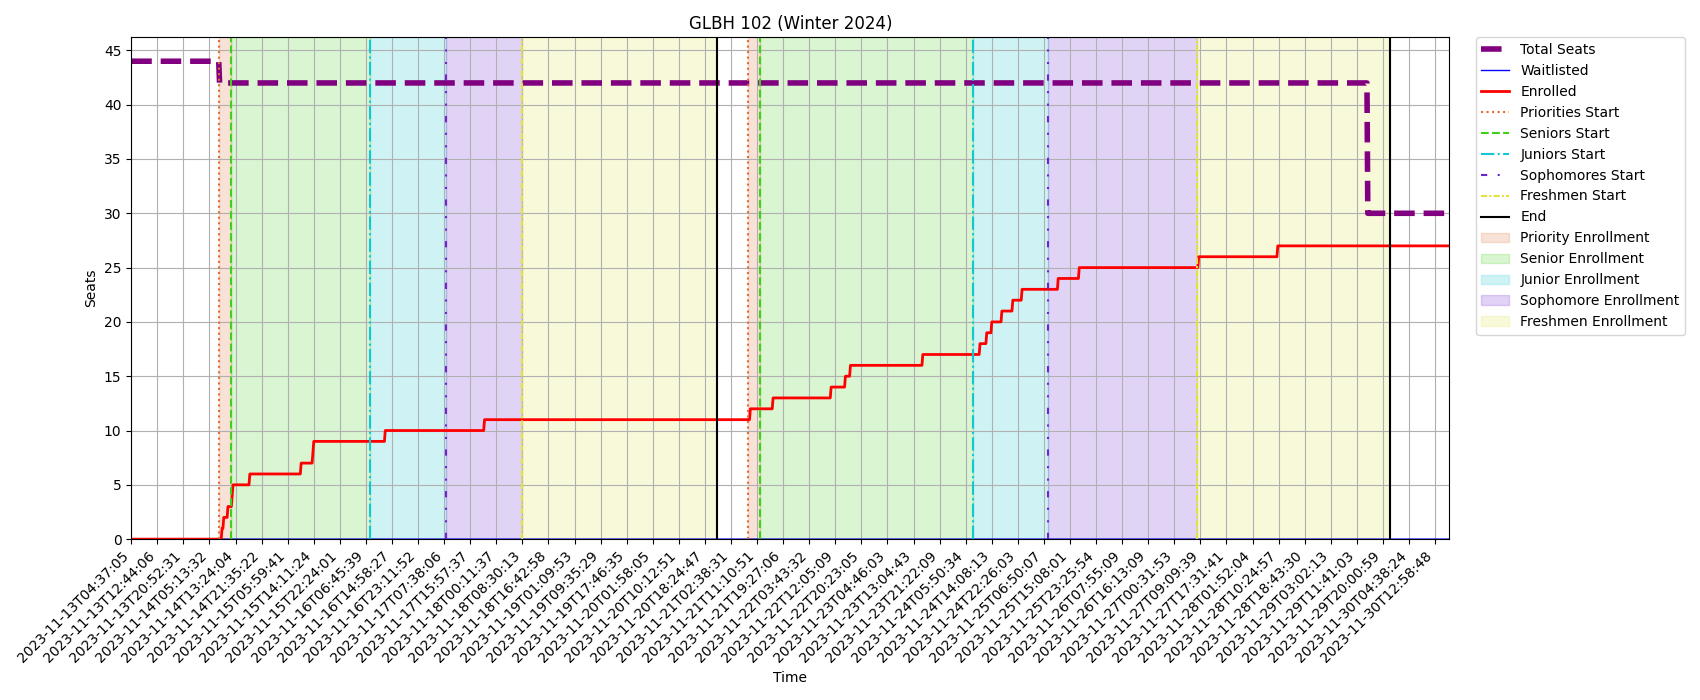 GLBH 102 (Winter 2024)
Seats
45
40
35
30
25
20
15
10
5
0
2023-11-13T04:37:05
2023-11-13T12:44:06
2023-11-13T20:52:31
2023-11-14T05:13:32
2023-11-14T13:24:04
2023-11-14T21:35:22
2023-11-15T05:59:41
2023-11-15T14:11:24
2023-11-15T22:24:01
2023-11-16T06:45:39
2023-11-16T14:58:27
2023-11-16T23:11:52
2023-11-17T07:38:06
2023-11-17T15:57:37
2023-11-18T00:11:37
2023-11-18T08:30:13
2023-11-18T16:42:58
2023-11-19T01:09:53
2023-11-19T09:35:29
2023-11-19T17:46:35
2023-11-20T01:58:05
2023-11-20T10:12:51
2023-11-20T18:24:47
2023-11-21T02:38:31
2023-11-21T11:10:51
2023-11-21T19:27:06
2023-11-22T03:43:32
2023-11-22T12:05:09
2023-11-22T20:23:05
2023-11-23T04:46:03
2023-11-23T13:04:43
2023-11-23T21:22:09
2023-11-24T05:50:34
2023-11-24T14:08:13
2023-11-24T22:26:03
2023-11-25T06:50:07
2023-11-25T15:08:01
2023-11-25T23:25:54
2023-11-26T07:55:09
2023-11-26T16:13:09
2023-11-27T00:31:53
2023-11-27T09:09:39
2023-11-27T17:31:41
2023-11-28T01:52:04
2023-11-28T10:24:57
2023-11-28T18:43:30
2023-11-29T03:02:13
2023-11-29T11:41:03
2023-11-29T20:00:59
2023-11-30T04:38:24
2023-11-30T12:58:48
Time
Total Seats
Waitlisted
Enrolled
Priorities Start
Seniors Start
Juniors Start
Sophomores Start
Freshmen Start
End
Priority Enrollment
Senior Enrollment
Junior Enrollment
Sophomore Enrollment
Freshmen Enrollment